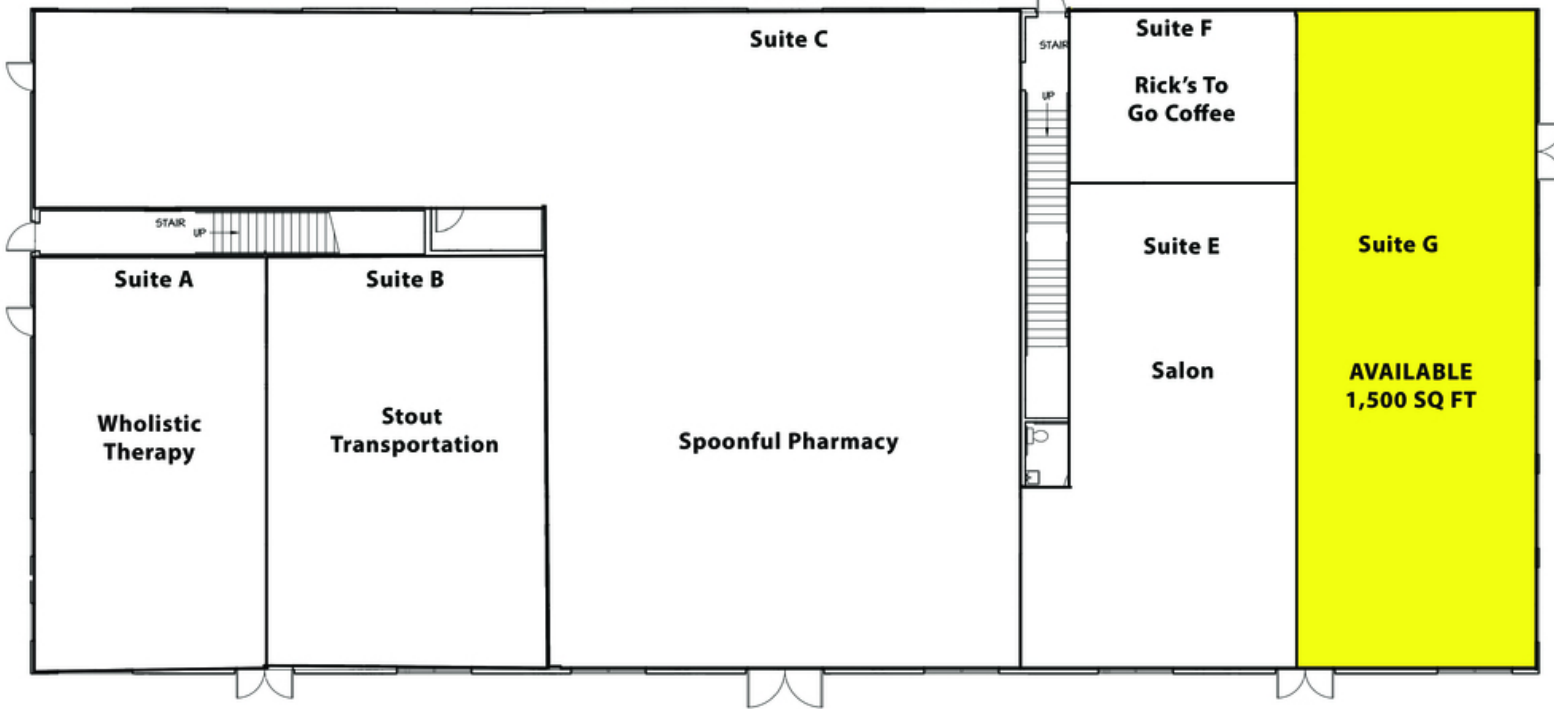 Suite C
STAIR
UP
Suite F
Rick's To
Go Coffee
STAIR
UP
Suite A
Suite B
Suite E
Suite G
Wholistic
Therapy
Stout
Transportation
Spoonful Pharmacy
Salon
AVAILABLE
1,500 SQ FT